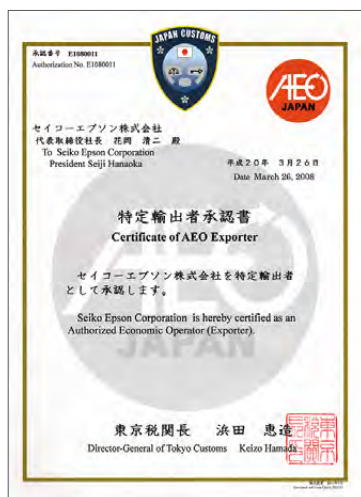 JAPAN CUSTOMS
承認番号 E1080011
Authorization No. E1080011
AEO
JAPAN
セイコーエプソン株式会社
代表取締役社長 花岡 清二 殿
To Seiko Epson Corporation
President Seiji Hanaoka
平成20年 3月26日
Date March 26, 2008
特定輸出者承認書
Certificate of AEO Exporter
セイコーエプソン株式会社を特定輸出者
として承認します。
Seiko Epson Corporation is hereby certified as an
Authorized Economic Operator (Exporter).
AEO
JAPAN
東京税関長 浜田 恵造
Director-General of Tokyo Customs Keizo Hamada